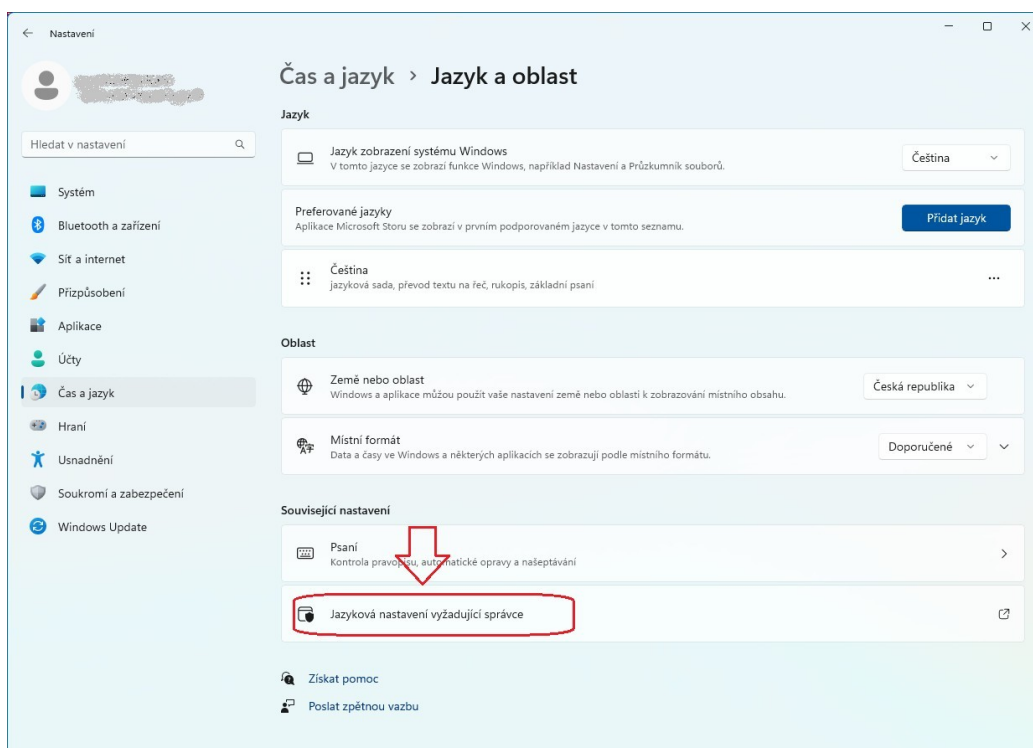 Nastavení
Čas a jazyk > Jazyk a oblast
Hledat v nastavení
Systém
Bluetooth a zařízení
Síť a internet
Přizpůsobení
Aplikace
Účty
Čas a jazyk
Hraní
Usnadnění
Soukromí a zabezpečení
Windows Update
Jazyk
Jazyk zobrazení systému Windows
V tomto jazyce se zobrazí funkce Windows, například Nastavení a Průzkumník souborů.
Čeština
Preferované jazyky
Aplikace Microsoft Storu se zobrazí v prvním podporovaném jazyce v tomto seznamu.
Přidat jazyk
Čeština
jazyková sada, převod textu na řeč, rukopis, základní psaní
Oblast
Země nebo oblast
Windows a aplikace můžou použít vaše nastavení země nebo oblasti k zobrazování místního obsahu.
Česká republika
Místní formát
Data a časy ve Windows a některých aplikacích se zobrazují podle místního formátu.
Doporučené
Související nastavení
Psaní
Kontrola pravopisu, automatické opravy a našeptávání
Jazyková nastavení vyžadující správce
Získat pomoc
Poslat zpětnou vazbu